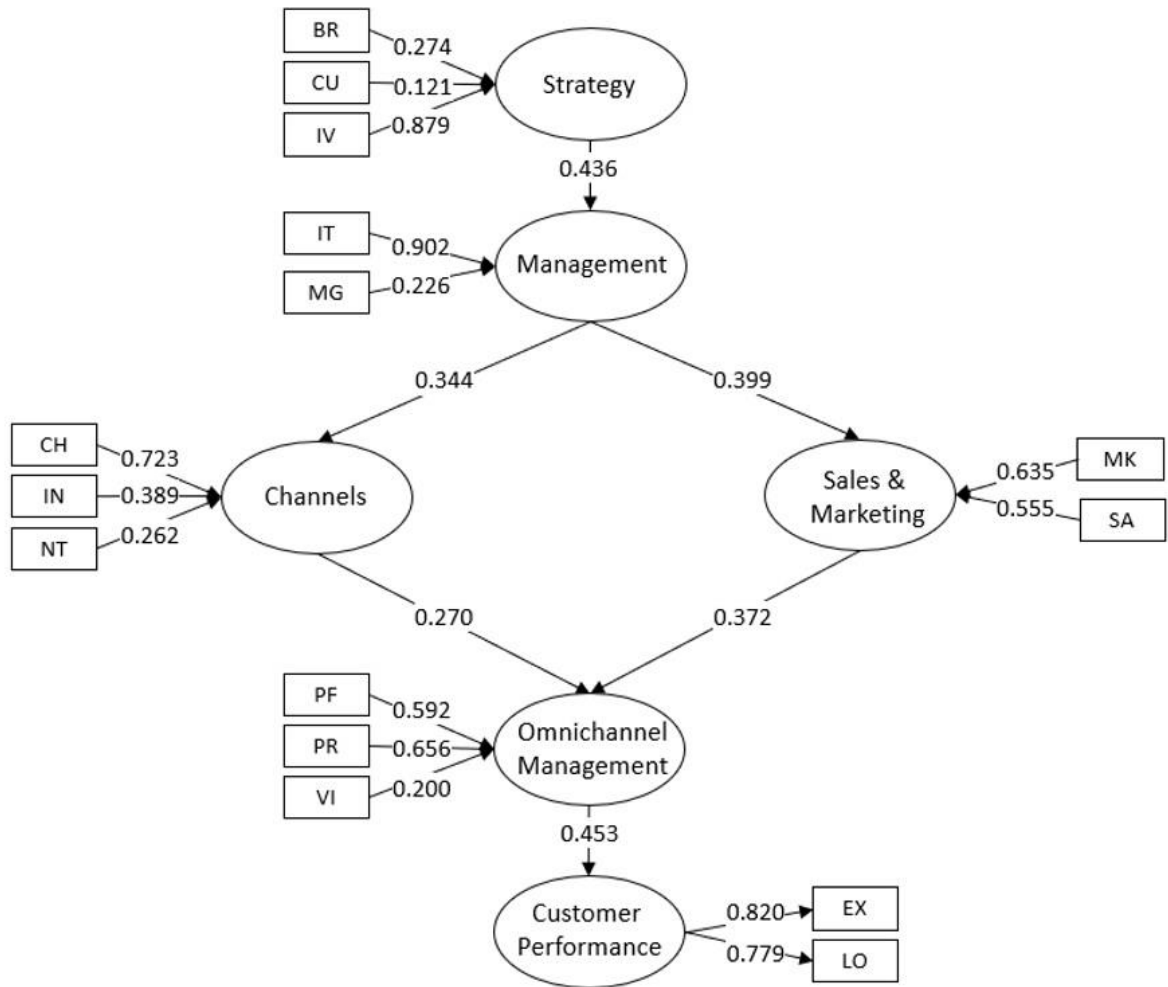 BR
0.274
CU
0.121
Strategy
IV
0.879
0.436
IT
0.902
Management
MG
0.226
0.344
0.399
CH
0.723
IN
0.389
Channels
NT
0.262
Sales &
Marketing
0.635
MK
0.555
SA
0.270
0.372
PF
0.592
PR
0.656
Omnichannel
Management
VI
0.200
0.453
Customer
Performance
0.820
EX
0.779
LO